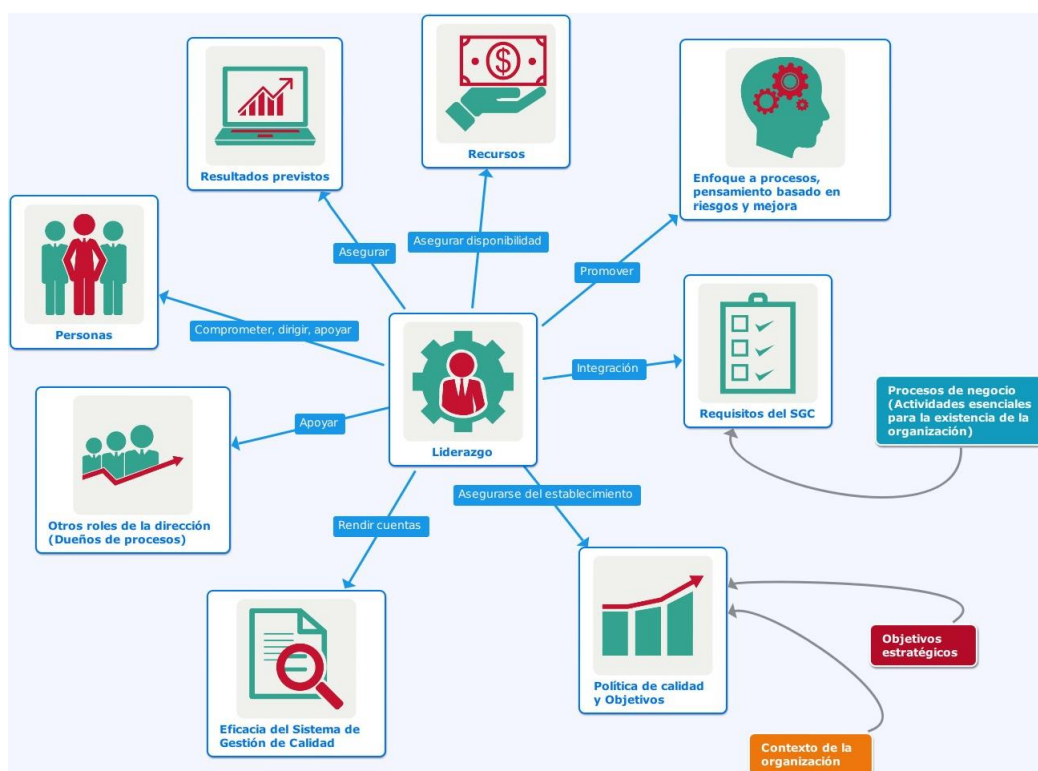 Resultados previstos
Recursos
Enfoque a procesos,
pensamiento basado en
riesgos y mejora
Personas
Asegurar
Asegurar disponibilidad
Promover
Comprometer, dirigir, apoyar
Integración
Liderazgo
Requisitos del SGC
Procesos de negocio
(Actividades esenciales
para la existencia de la
organización)
Apoyar
Otros roles de la dirección
(Dueños de procesos)
Rendir cuentas
Asegurarse del establecimiento
Eficacia del Sistema de
Gestión de Calidad
Política de calidad
y Objetivos
Objetivos
estratégicos
Contexto de la
organización
$